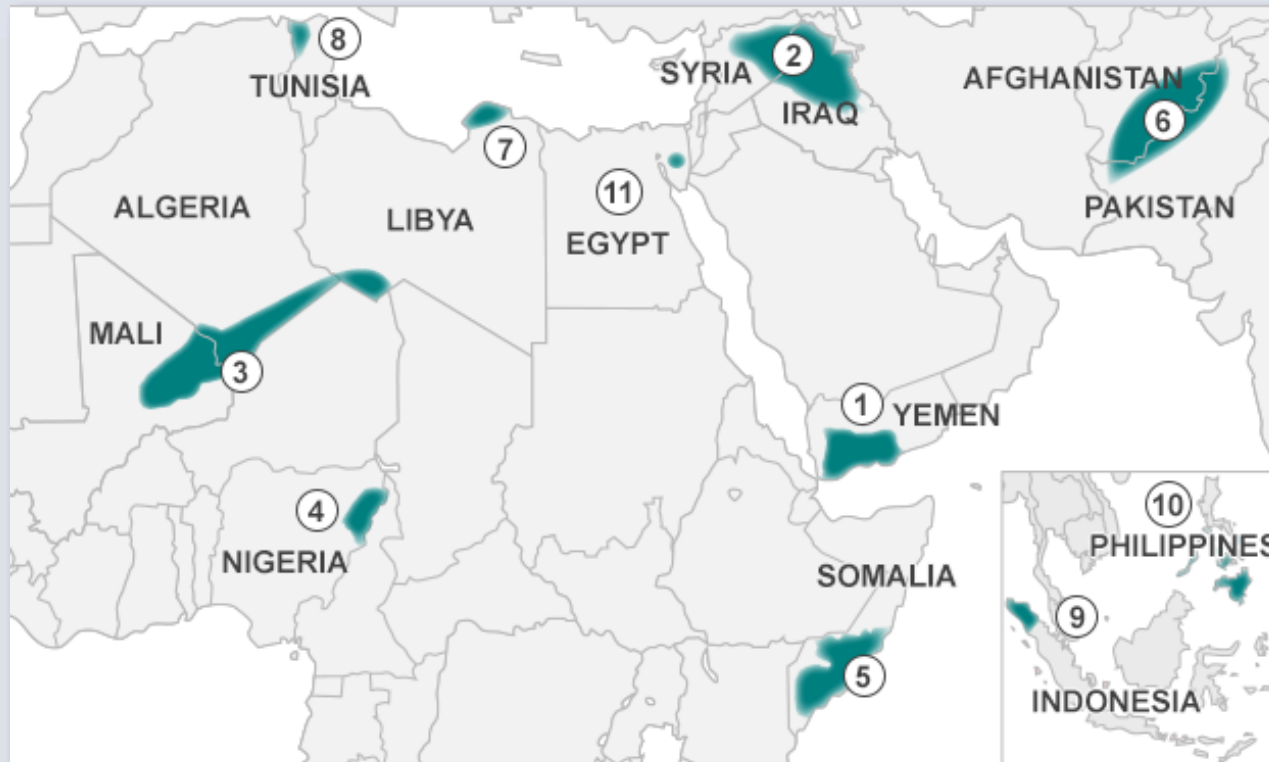 8
TUNISIA
2
SYRIA
IRAQ
AFGHANISTAN
6
PAKISTAN
7
11
EGYPT
ALGERIA
LIBYA
MALI
3
1
YEMEN
4
NIGERIA
SOMALIA
5
10
PHILIPPINES
9
INDONESIA